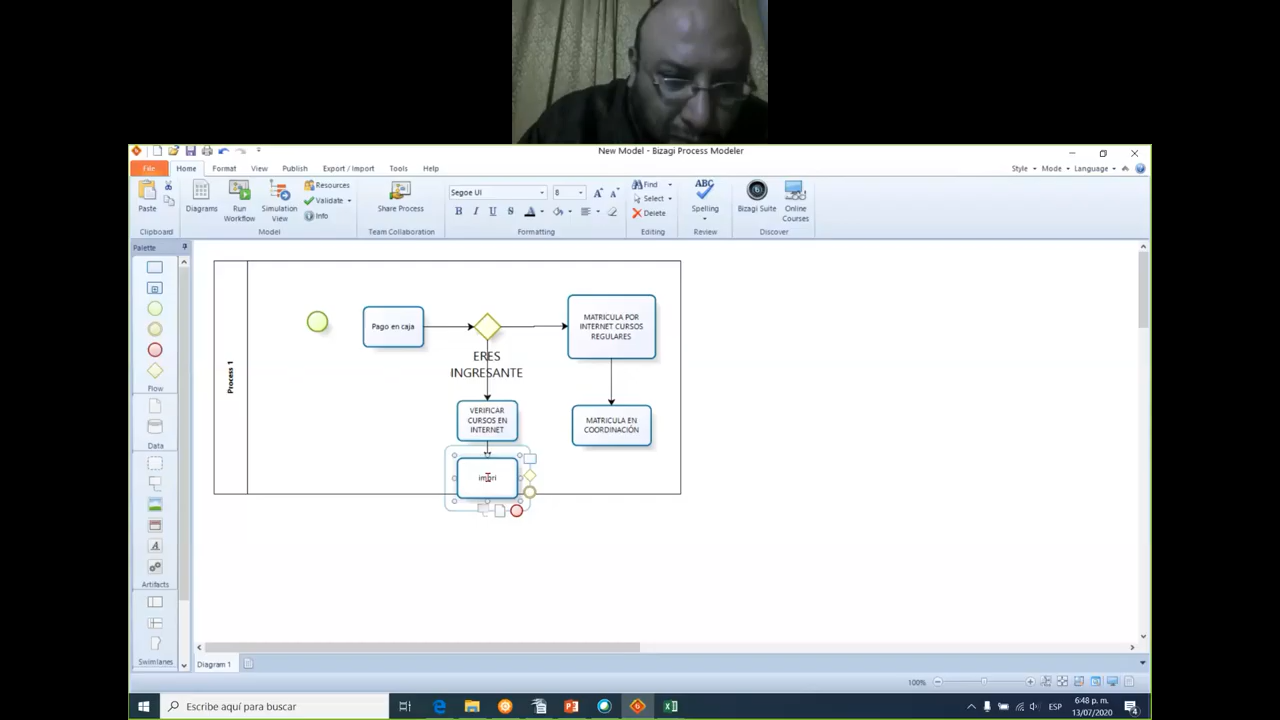 New Model - Bizagi Process Modeler
File Home Format View Publish Export / Import Tools Help Style Mode Language
Paste
Clipboard
Diagrams
Run
Workflow
Simulation
View
Resources
Validate
Info
Model
Share Process
Team Collaboration
Segoe UI 8
B I U S A
Formatting
Find
Select
Delete
Editing
ABC
Spelling
Review
Bizagi Suite
Online
Courses
Discover
Palette
Flow
Data
A
Artifacts
Swimlanes
Process 1
Pago en caja
ERES
INGRESANTE
MATRICULA POR
INTERNET CURSOS
REGULARES
VERIFICAR
CURSOS EN
INTERNET
MATRICULA EN
COORDINACIÓN
impri
Diagram 1
100%
Escribe aquí para buscar
ESP
6:48 p. m.
13/07/2020
4